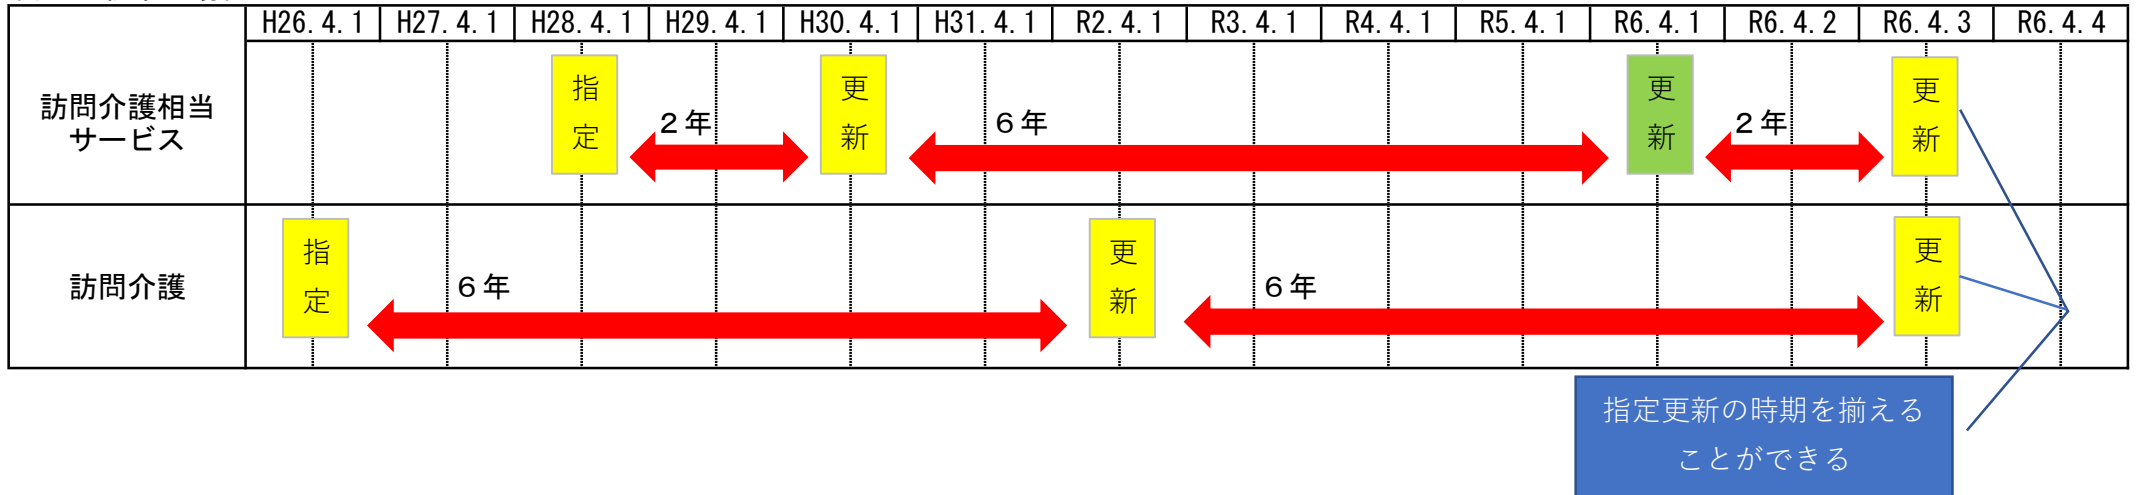 H26.4.1 H27.4.1 H28.4.1 H29.4.1 H30.4.1 H31.4.1 R2.4.1 R3.4.1 R4.4.1 R5.4.1 R6.4.1 R6.4.2 R6.4.3 R6.4.4
訪問介護相当
サービス
指定
2年
更新
6年
更新
2年
更新
訪問介護
指定
6年
更新
6年
更新
指定更新の時期を揃える
ことができる